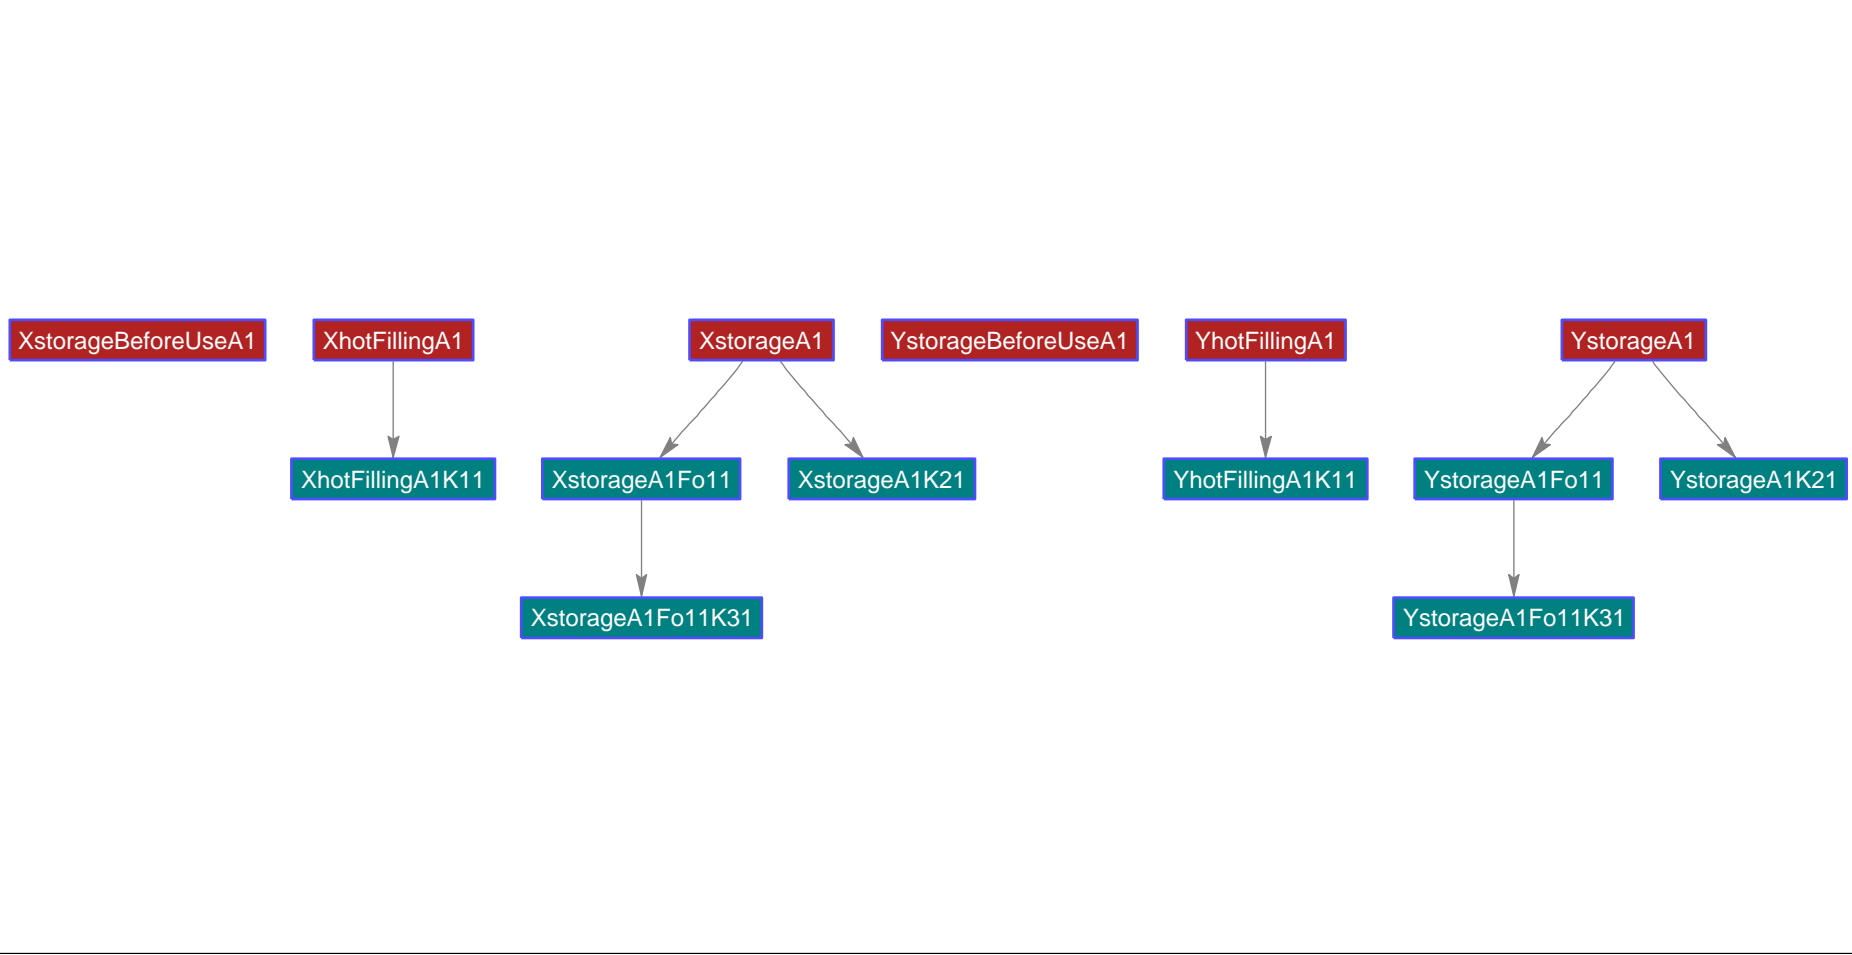 XstorageBeforeUseA1
XhotFillingA1
XstorageA1
YstorageBeforeUseA1
YhotFillingA1
YstorageA1
XhotFillingA1K11
XstorageA1Fo11
XstorageA1K21
YhotFillingA1K11
YstorageA1Fo11
YstorageA1K21
XstorageA1Fo11K31
YstorageA1Fo11K31